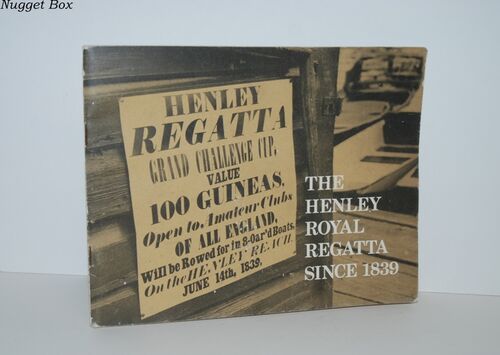 Nugget Box
HENLEY
REGATTA
GRAND CHALLENGE CUP,
VALUE
100 GUINEAS,
Open to Amateur Clubs
OF ALL ENGLAND,
Will be Rowed for in 8-Oar'd Boats.
On the HENLEY REACH
JUNE 14th, 1839.
THE
HENLEY
ROYAL
REGATTA
SINCE 1839